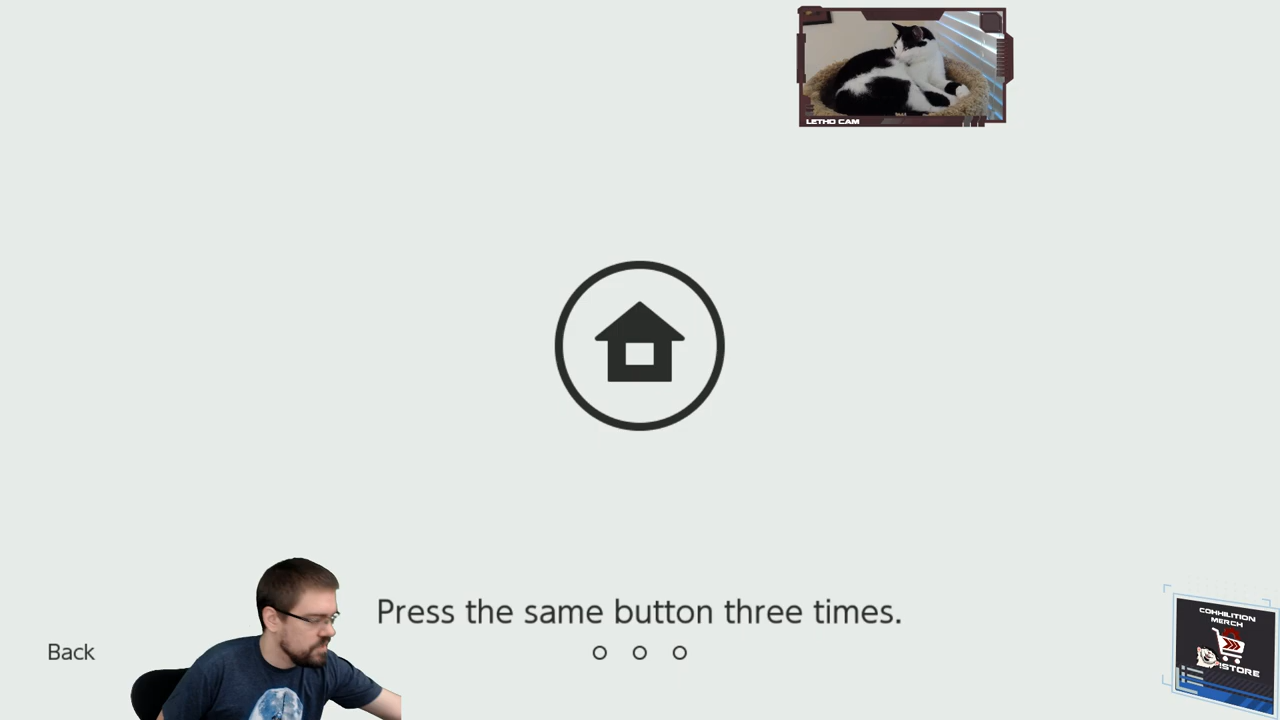 LETHO CAM
Press the same button three times.
Back
COHHILITION
MERCH
!STORE